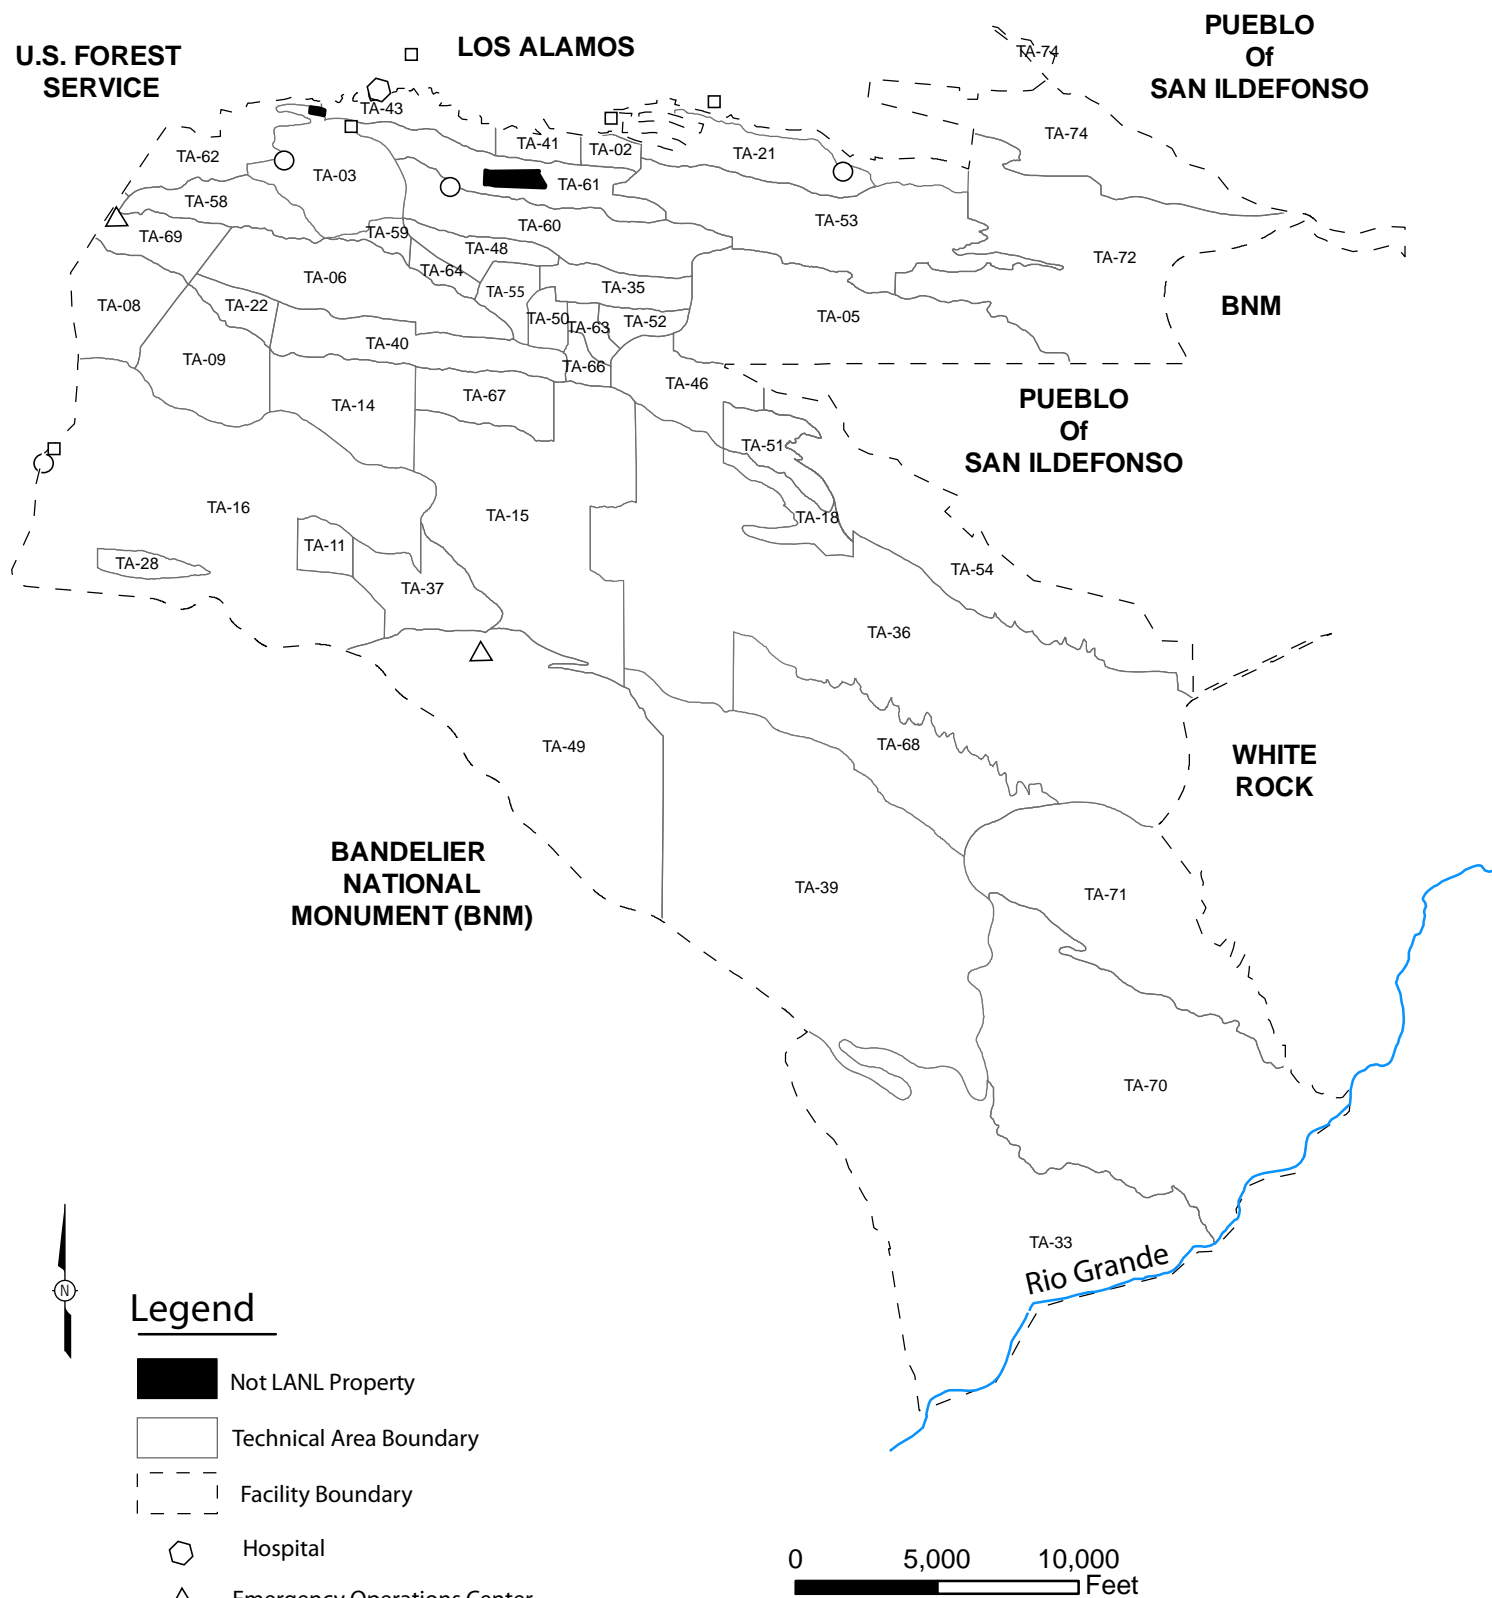 PUEBLO
Of
SAN ILDEFONSO
LOS ALAMOS
U.S. FOREST
SERVICE
TA-74
TA-43
TA-74
TA-41
TA-02
TA-21
TA-62
TA-03
TA-61
TA-58
TA-53
TA-60
TA-59
TA-69
TA-48
TA-72
TA-64
TA-06
TA-55
TA-35
TA-08
TA-22
BNM
TA-50
TA-63
TA-52
TA-05
TA-40
TA-09
TA-66
TA-46
TA-67
TA-14
PUEBLO
Of
SAN ILDEFONSO
TA-51
TA-16
TA-15
TA-18
TA-11
TA-28
TA-54
TA-37
TA-36
TA-49
TA-68
WHITE
ROCK
BANDELIER
NATIONAL
MONUMENT (BNM)
TA-39
TA-71
TA-70
TA-33
Rio Grande
N
Legend
Not LANL Property
Technical Area Boundary
Facility Boundary
Hospital
Emergency Operations Center
0 5,000 10,000
Feet